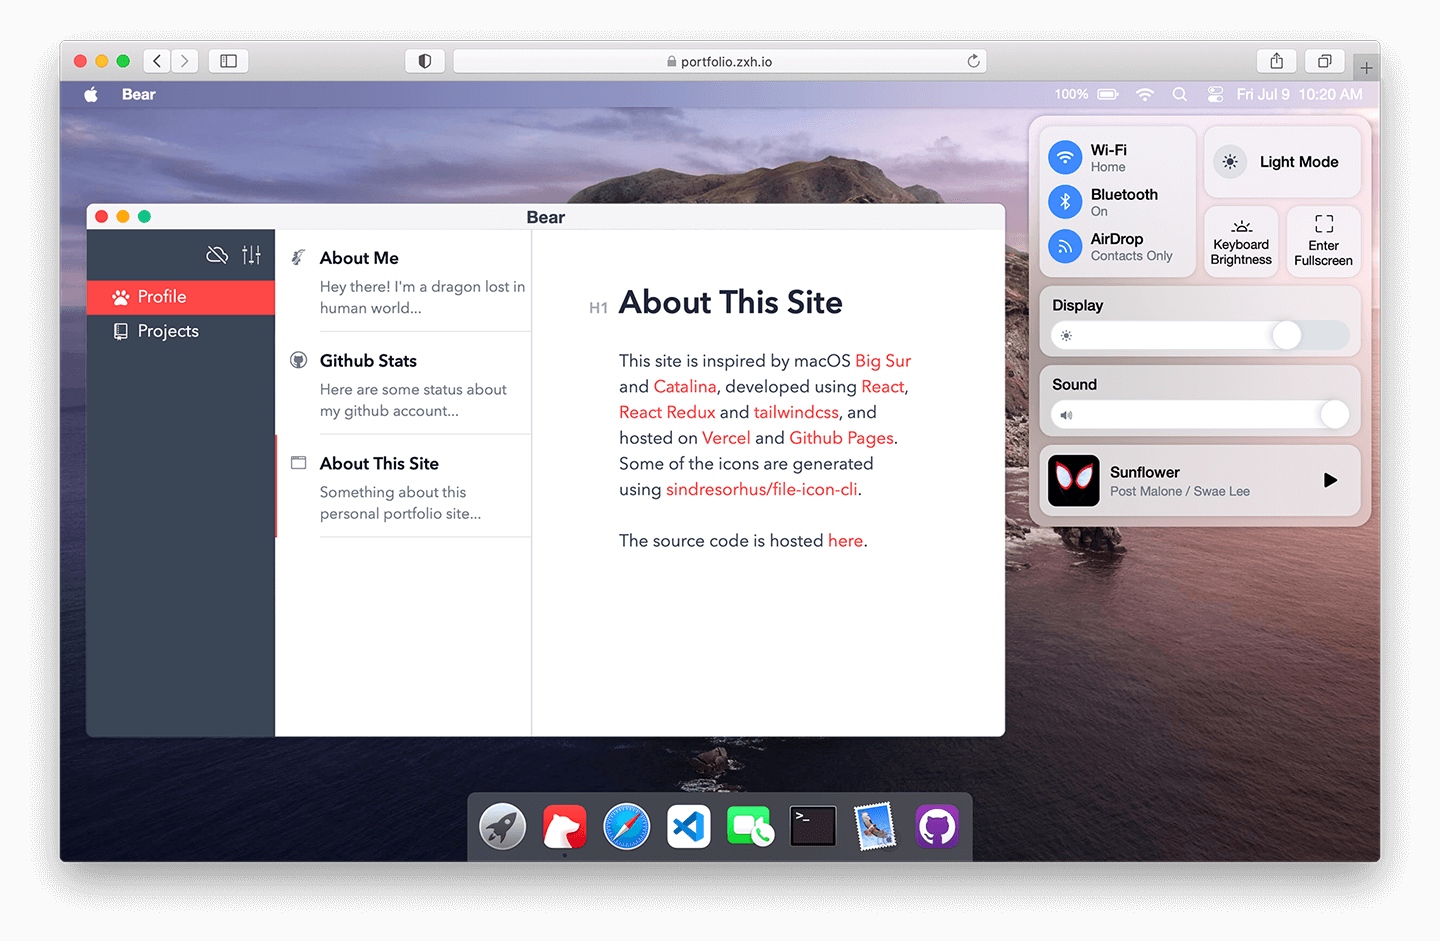 portfolio.zxh.io
Bear
100%
Fri Jul 9 10:20 AM
Bear
Profile
Projects
About Me
Hey there! I'm a dragon lost in
human world...
Github Stats
Here are some status about
my github account...
About This Site
Something about this
personal portfolio site...
H1 About This Site
This site is inspired by macOS Big Sur
and Catalina, developed using React,
React Redux and tailwindcss, and
hosted on Vercel and Github Pages.
Some of the icons are generated
using sindresorhus/file-icon-cli.
The source code is hosted here.
Wi-Fi
Home
Bluetooth
On
AirDrop
Contacts Only
Light Mode
Keyboard
Brightness
Enter
Fullscreen
Display
Sound
Sunflower
Post Malone / Swae Lee
>_